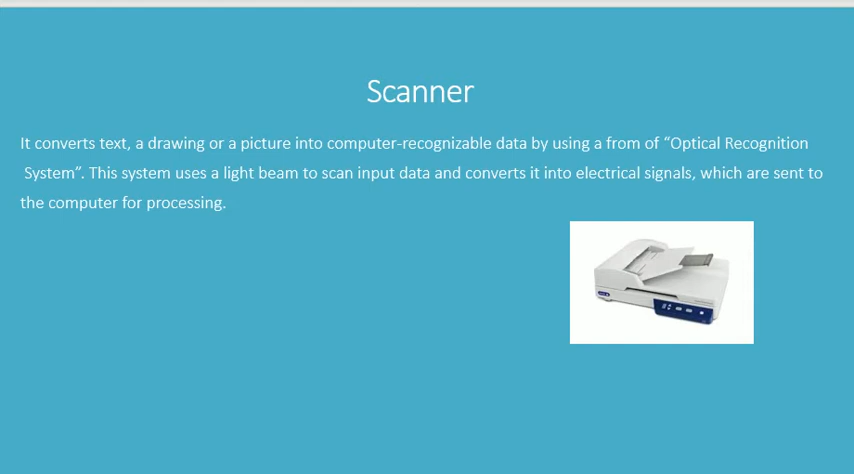 Scanner
It converts text, a drawing or a picture into computer-recognizable data by using a from of “Optical Recognition
System”. This system uses a light beam to scan input data and converts it into electrical signals, which are sent to
the computer for processing.